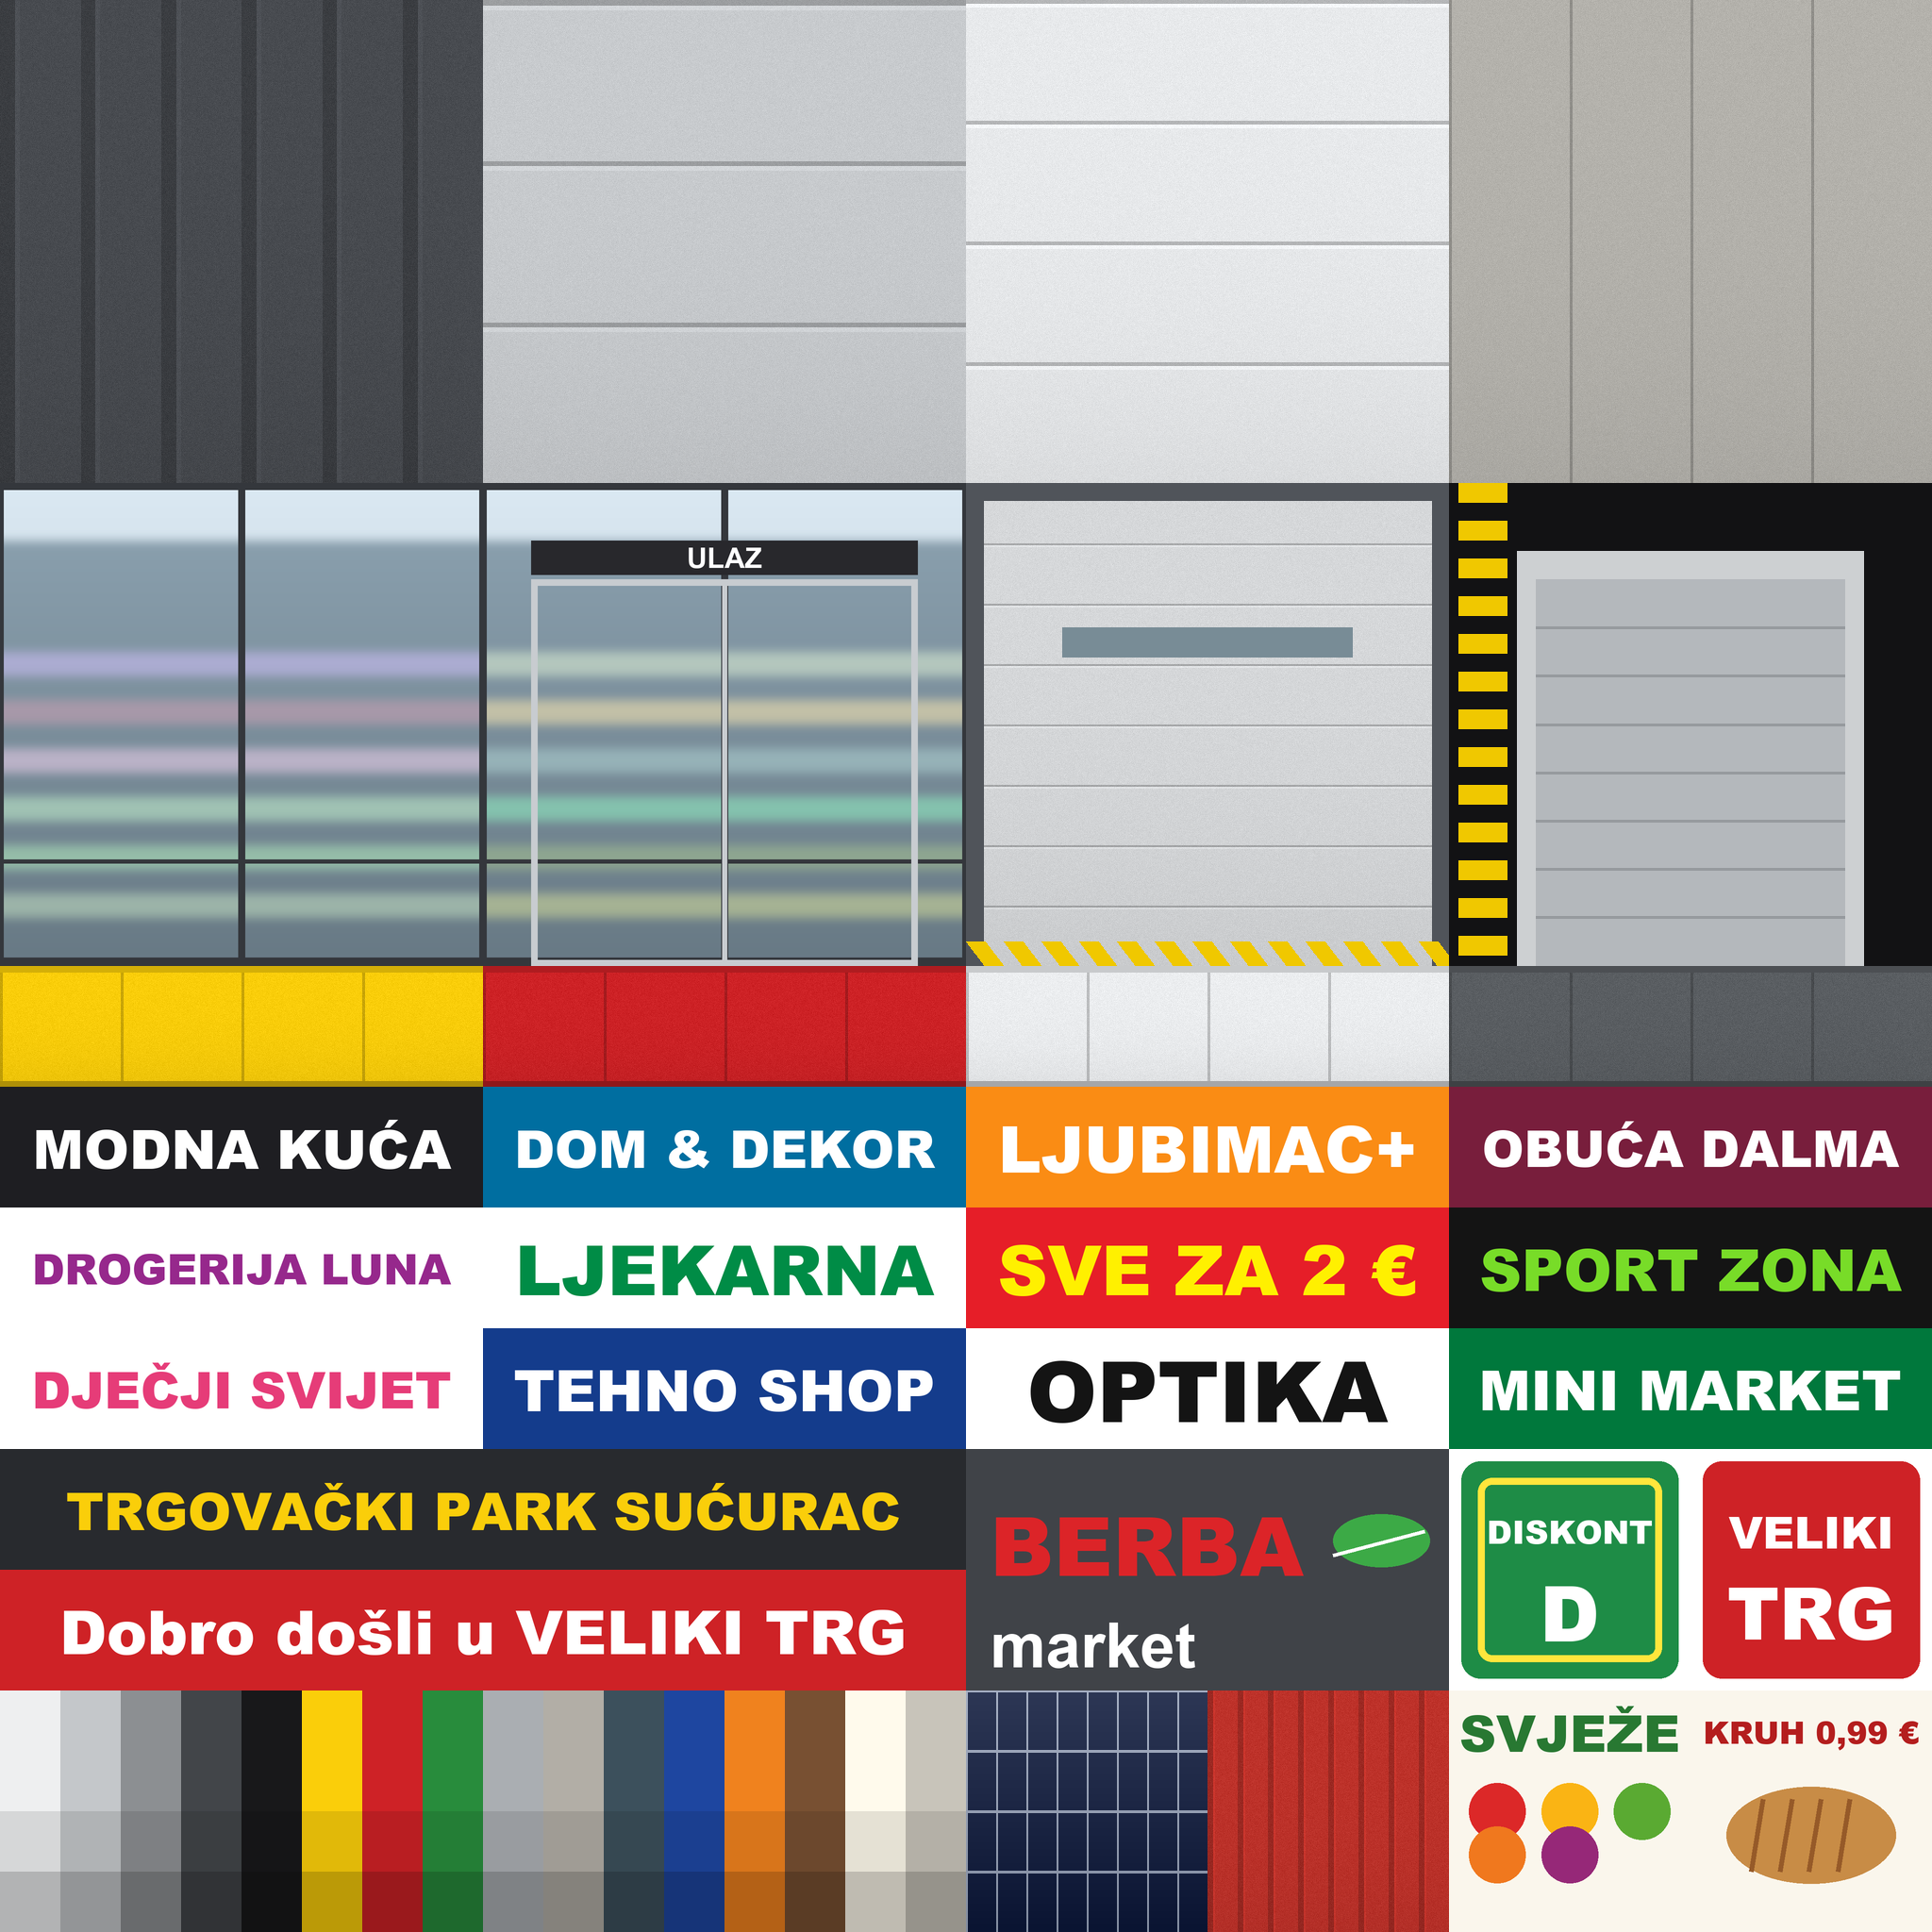 ULAZ
MODNA KUĆA
DOM & DEKOR
LJUBIMAC+
OBUĆA DALMA
DROGERIJA LUNA
LJEKARNA
SVE ZA 2 €
SPORT ZONA
DJEČJI SVIJET
TEHNO SHOP
OPTIKA
MINI MARKET
TRGOVAČKI PARK SUĆURAC
Dobro došli u VELIKI TRG
BERBA
market
DISKONT
D
VELIKI
TRG
SVJEŽE
KRUH 0,99 €